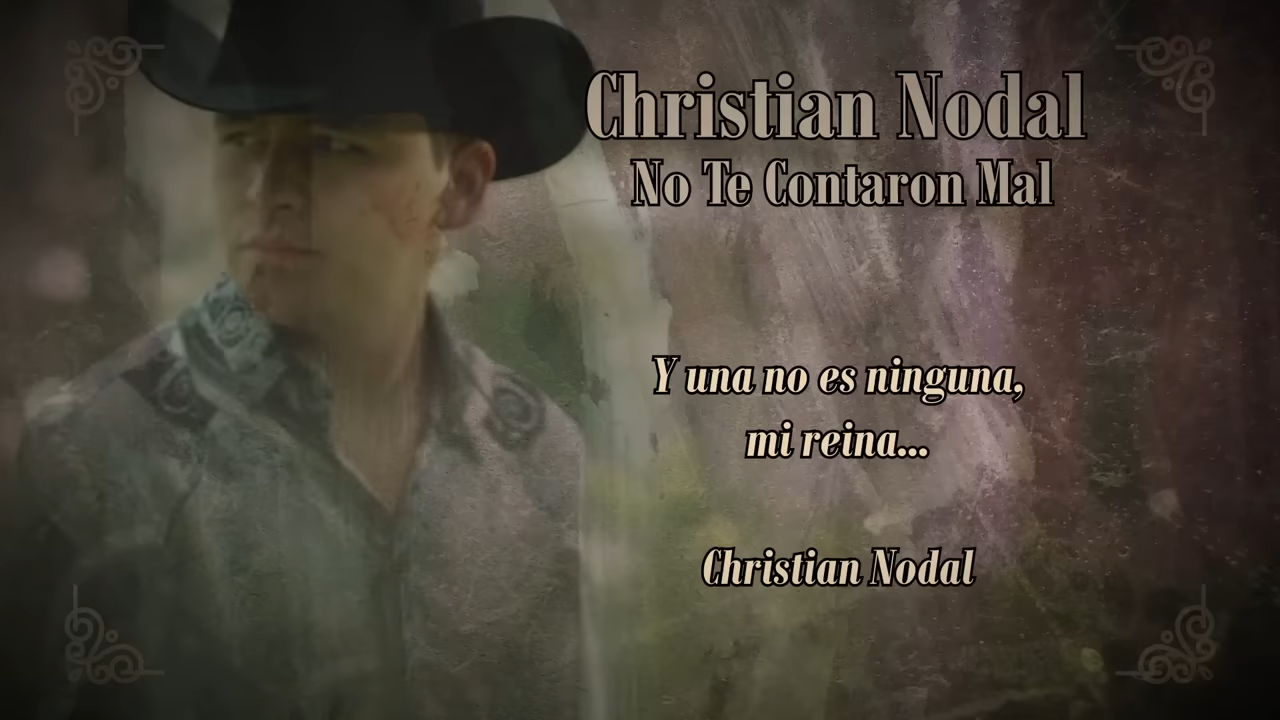 Christian Nodal
No Te Contaron Mal
Y una no es ninguna,
mi reina...
Christian Nodal